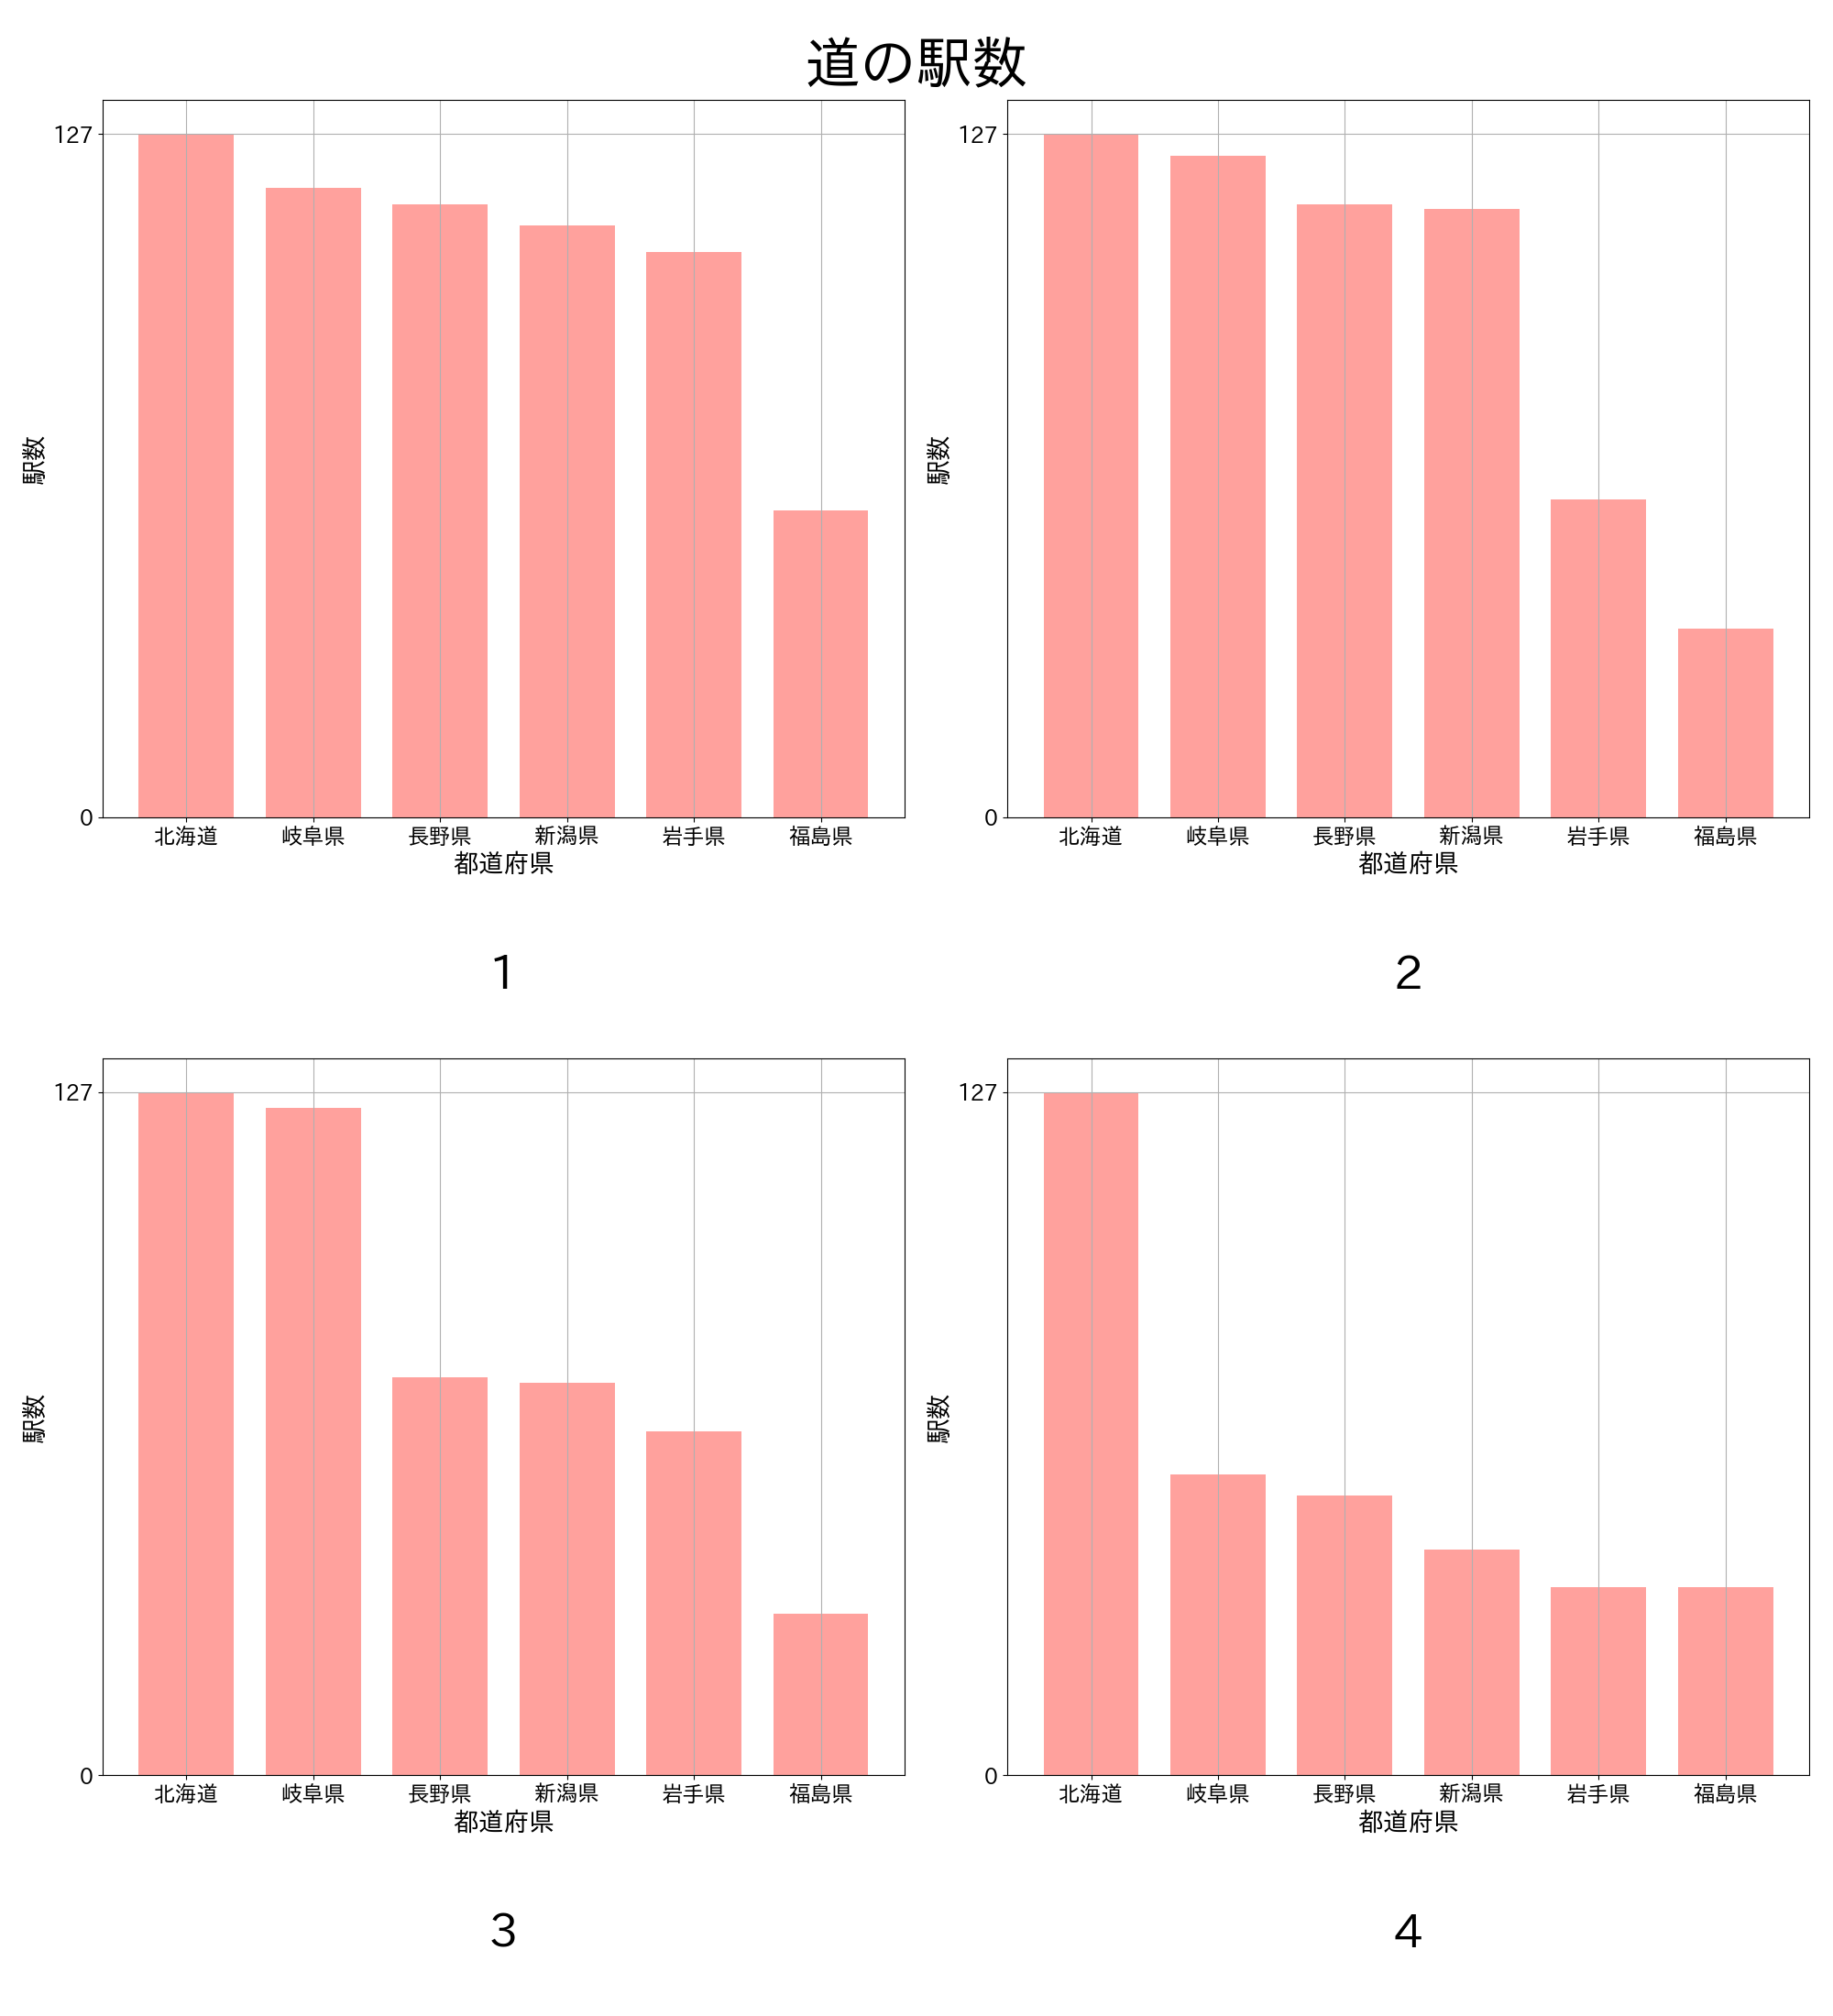 道の駅数
127
駅数
0
北海道 岐阜県 長野県 新潟県 岩手県 福島県
都道府県
1
127
駅数
0
北海道 岐阜県 長野県 新潟県 岩手県 福島県
都道府県
2
127
駅数
0
北海道 岐阜県 長野県 新潟県 岩手県 福島県
都道府県
3
127
駅数
0
北海道 岐阜県 長野県 新潟県 岩手県 福島県
都道府県
4